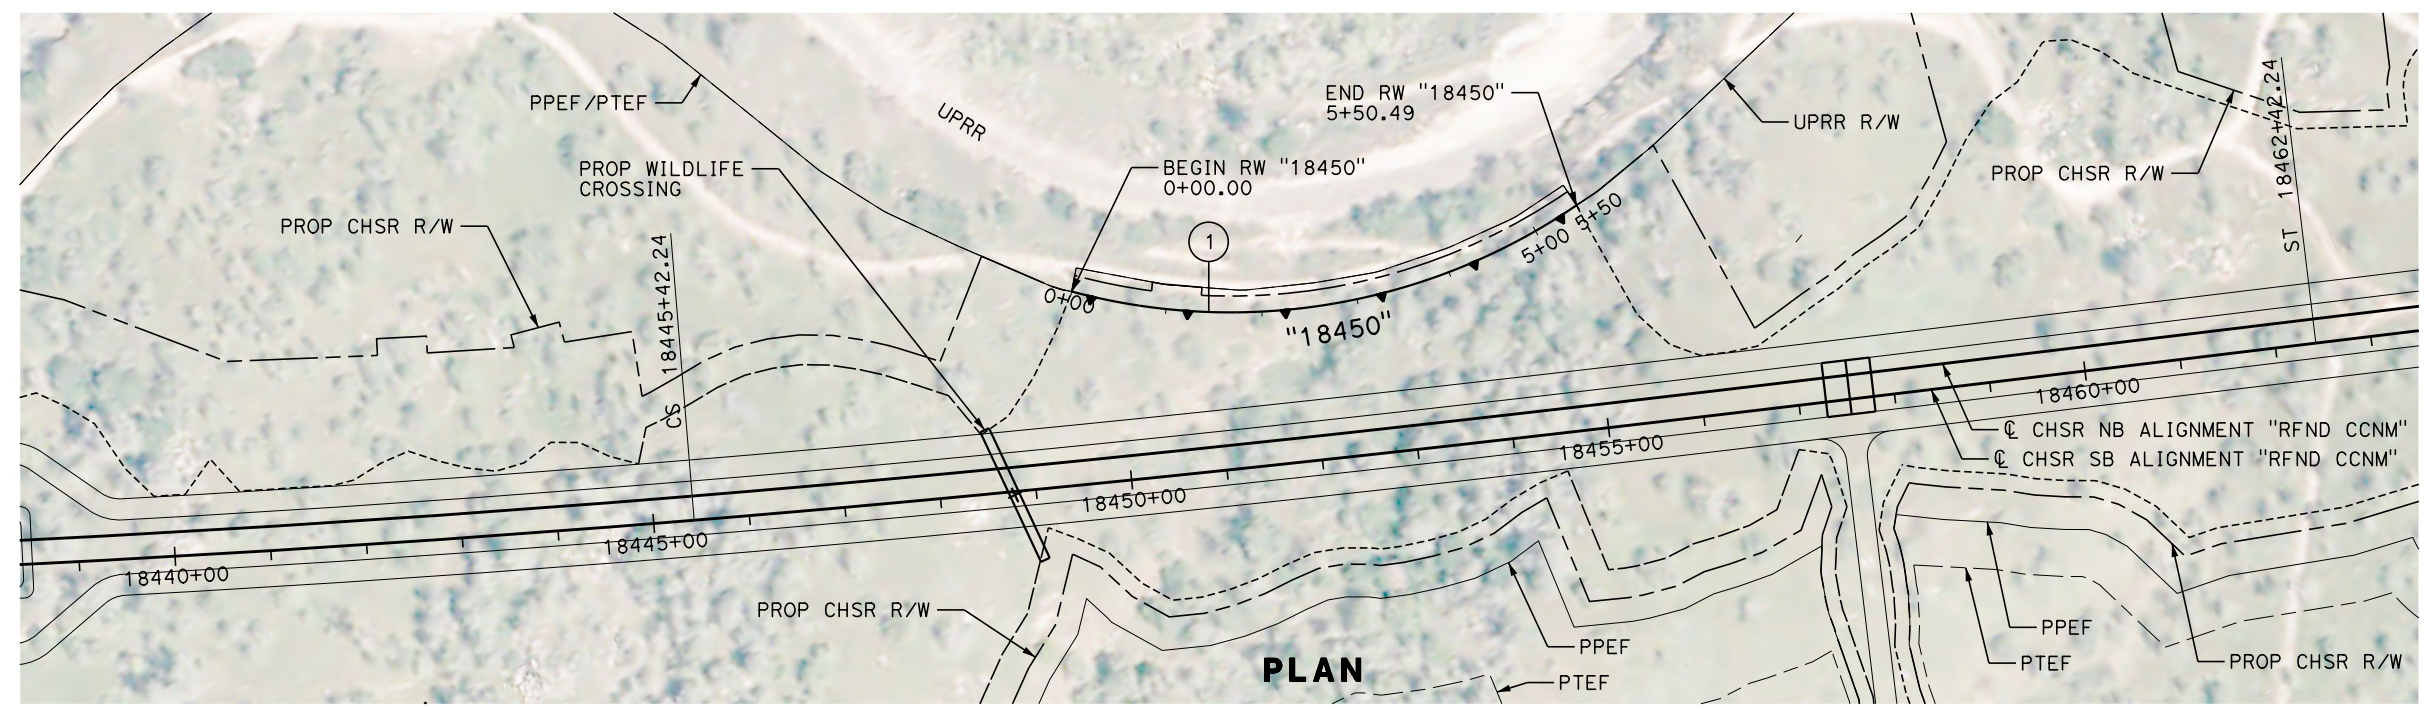 PPEF/PTEF
UPRR
END RW "18450"
5+50.49
UPRR R/W
PROP CHSR R/W
ST 18462+42.24
PROP WILDLIFE
CROSSING
BEGIN RW "18450"
0+00.00
PROP CHSR R/W
CS 18445+42.24
1
0+00
5+00
5+50
"18450"
18440+00
18445+00
18450+00
18455+00
18460+00
℄ CHSR NB ALIGNMENT "RFND CCNM"
℄ CHSR SB ALIGNMENT "RFND CCNM"
PROP CHSR R/W
PLAN
PPEF
PTEF
PPEF
PTEF
PROP CHSR R/W